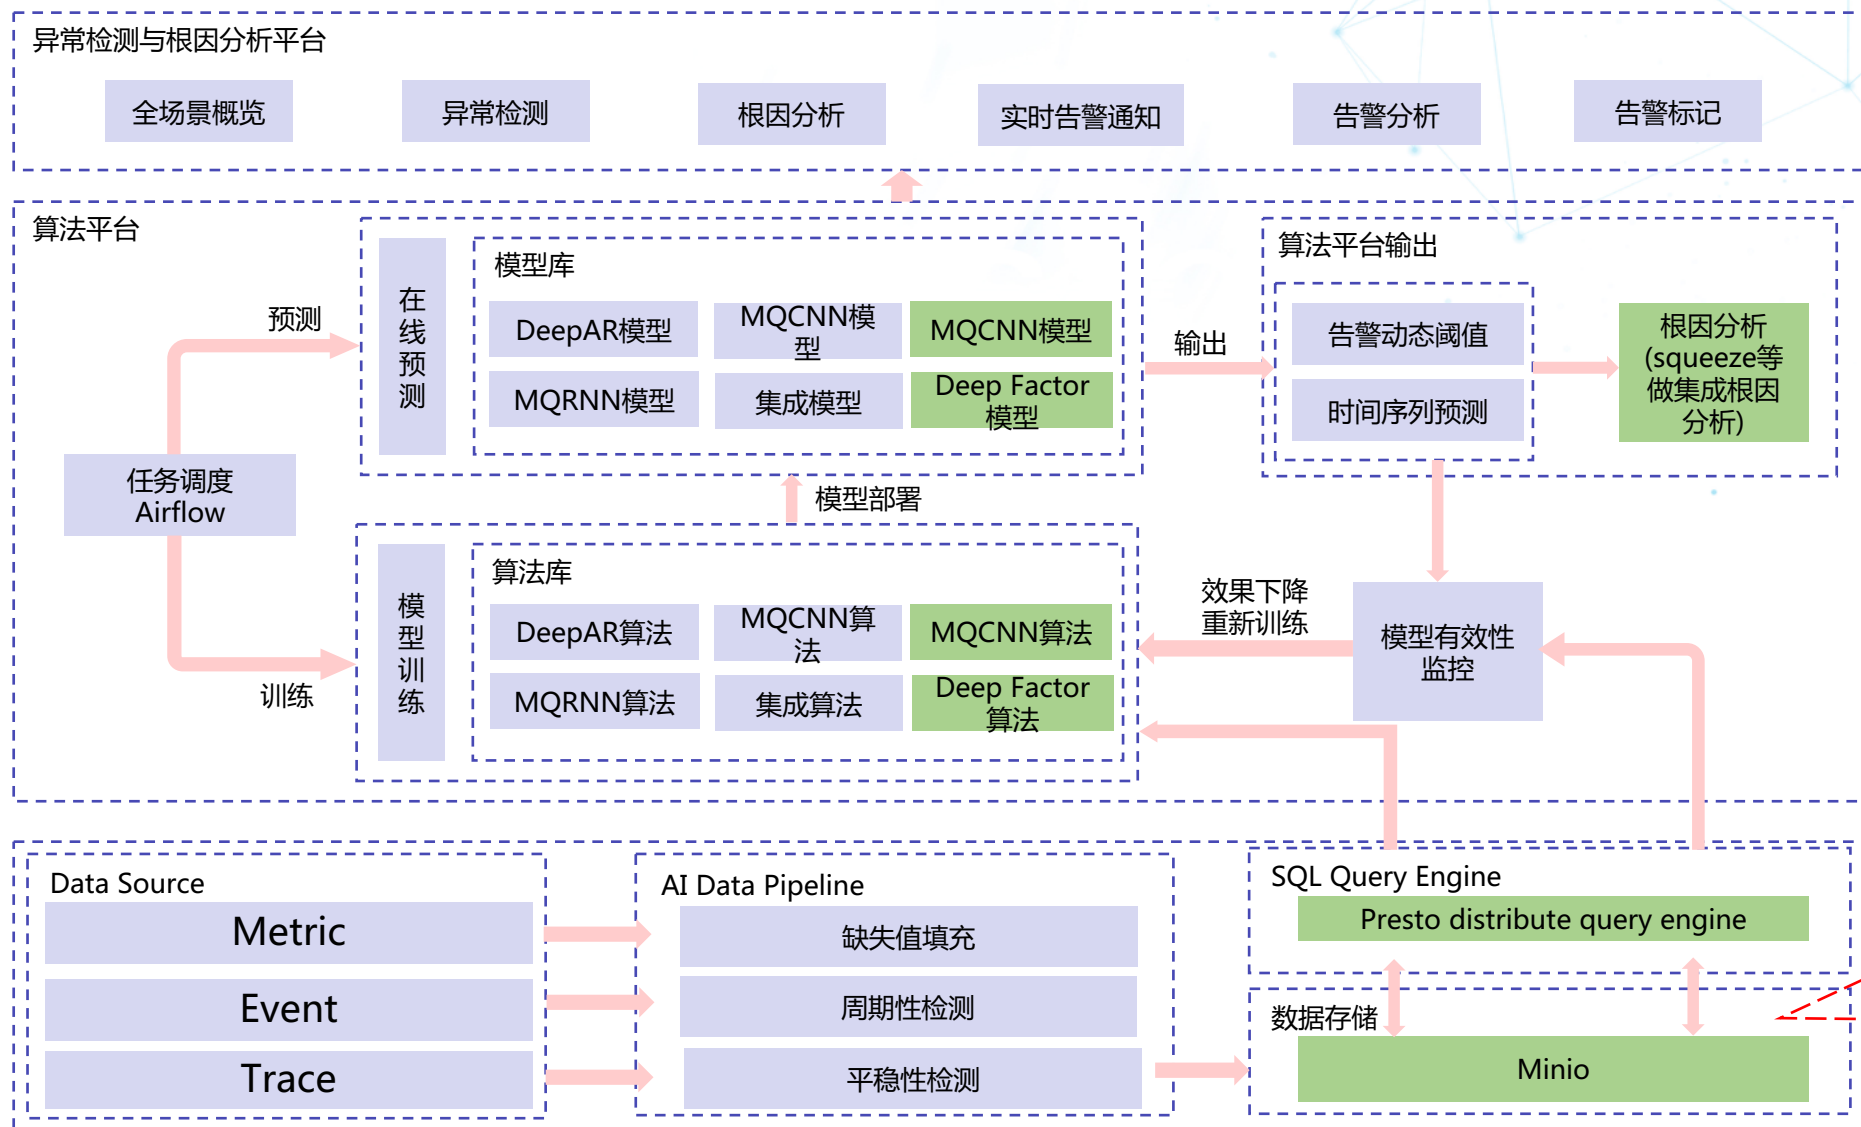 异常检测与根因分析平台
全场景概览
异常检测
根因分析
实时告警通知
告警分析
告警标记
算法平台
预测
任务调度
Airflow
训练
在
线
预
测
模型库
DeepAR模型
MQCNN模
型
MQCNN模型
MQRNN模型
集成模型
Deep Factor
模型
输出
算法平台输出
告警动态阈值
时间序列预测
根因分析
(squeeze等
做集成根因
分析)
模型部署
模
型
训
练
算法库
DeepAR算法
MQCNN算
法
MQCNN算法
MQRNN算法
集成算法
Deep Factor
算法
效果下降
重新训练
模型有效性
监控
Data Source
Metric
Event
Trace
AI Data Pipeline
缺失值填充
周期性检测
平稳性检测
SQL Query Engine
Presto distribute query engine
数据存储
Minio